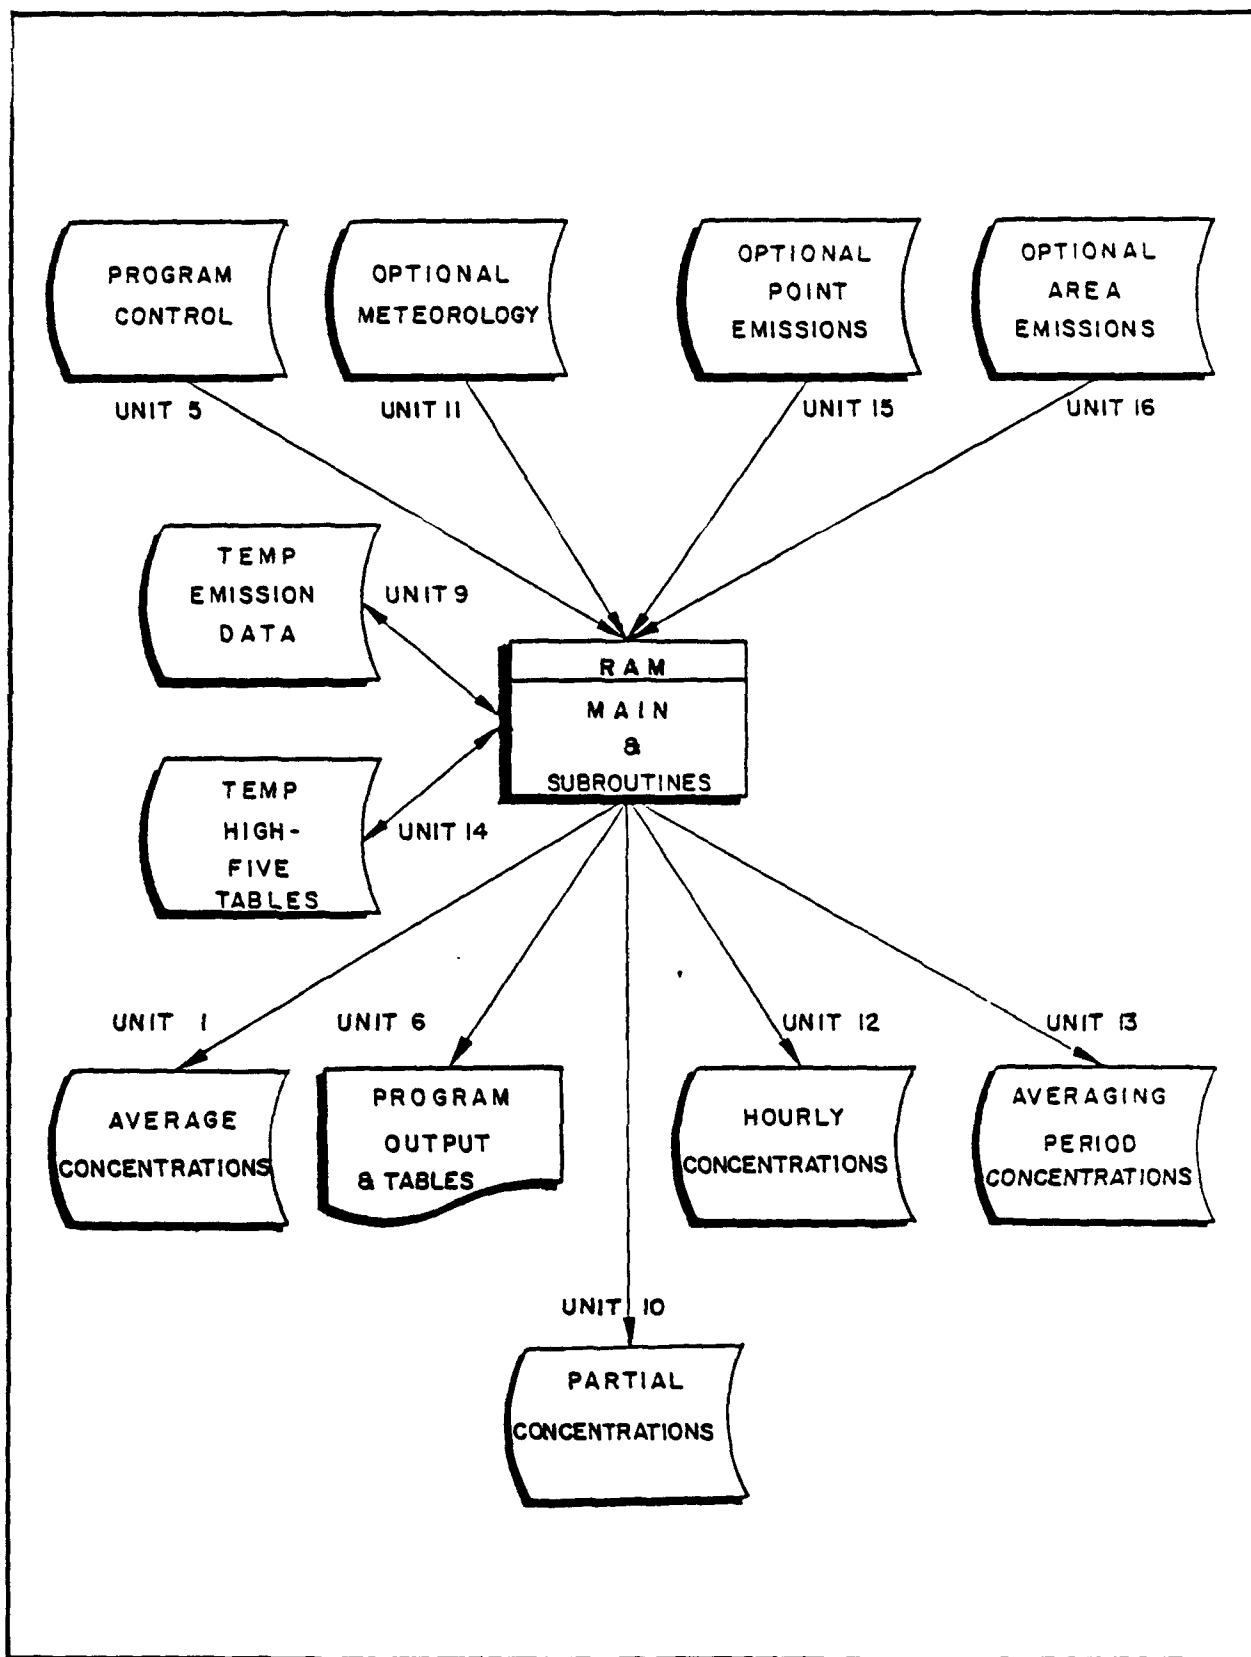 PROGRAM
CONTROL
OPTIONAL
METEOROLOGY
OPTIONAL
POINT
EMISSIONS
OPTIONAL
AREA
EMISSIONS
UNIT 5
UNIT 11
UNIT 15
UNIT 16
TEMP
EMISSION
DATA
UNIT 9
RAM
MAIN
&
SUBROUTINES
TEMP
HIGH-
FIVE
TABLES
UNIT 14
UNIT 1
UNIT 6
UNIT 12
UNIT 13
AVERAGE
CONCENTRATIONS
PROGRAM
OUTPUT
& TABLES
HOURLY
CONCENTRATIONS
AVERAGING
PERIOD
CONCENTRATIONS
UNIT 10
PARTIAL
CONCENTRATIONS